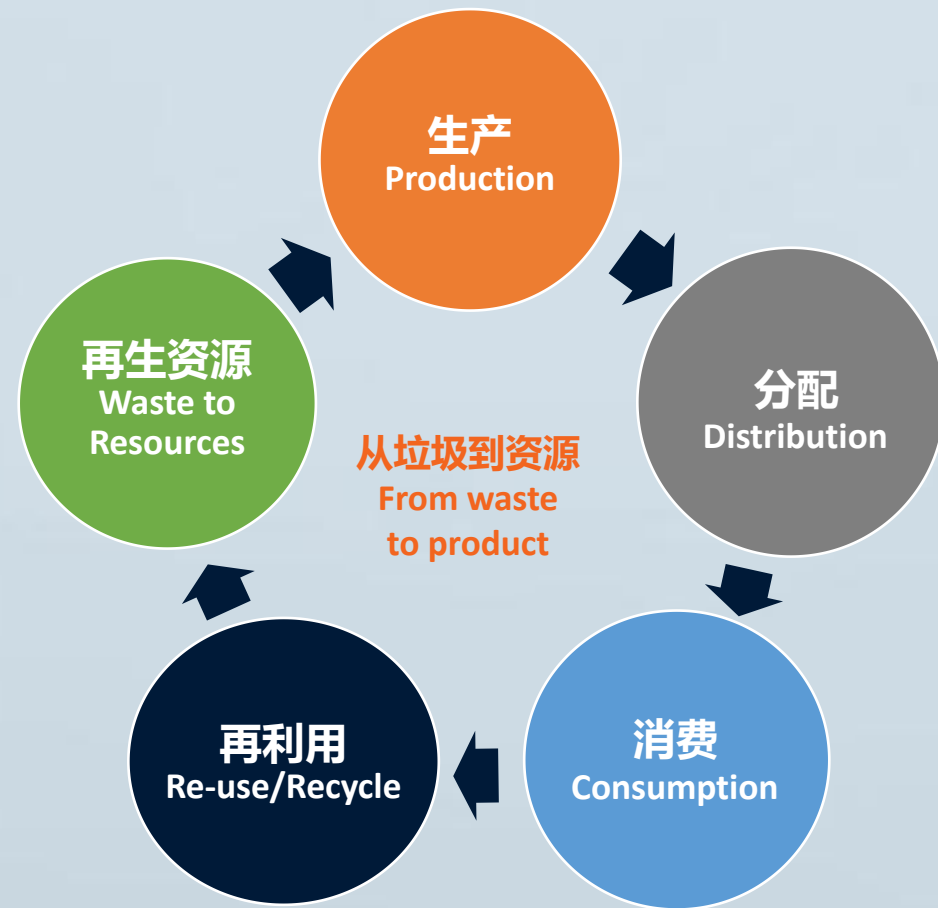 生产
Production
分配
Distribution
消费
Consumption
再利用
Re-use/Recycle
再生资源
Waste to
Resources
从垃圾到资源
From waste
to product